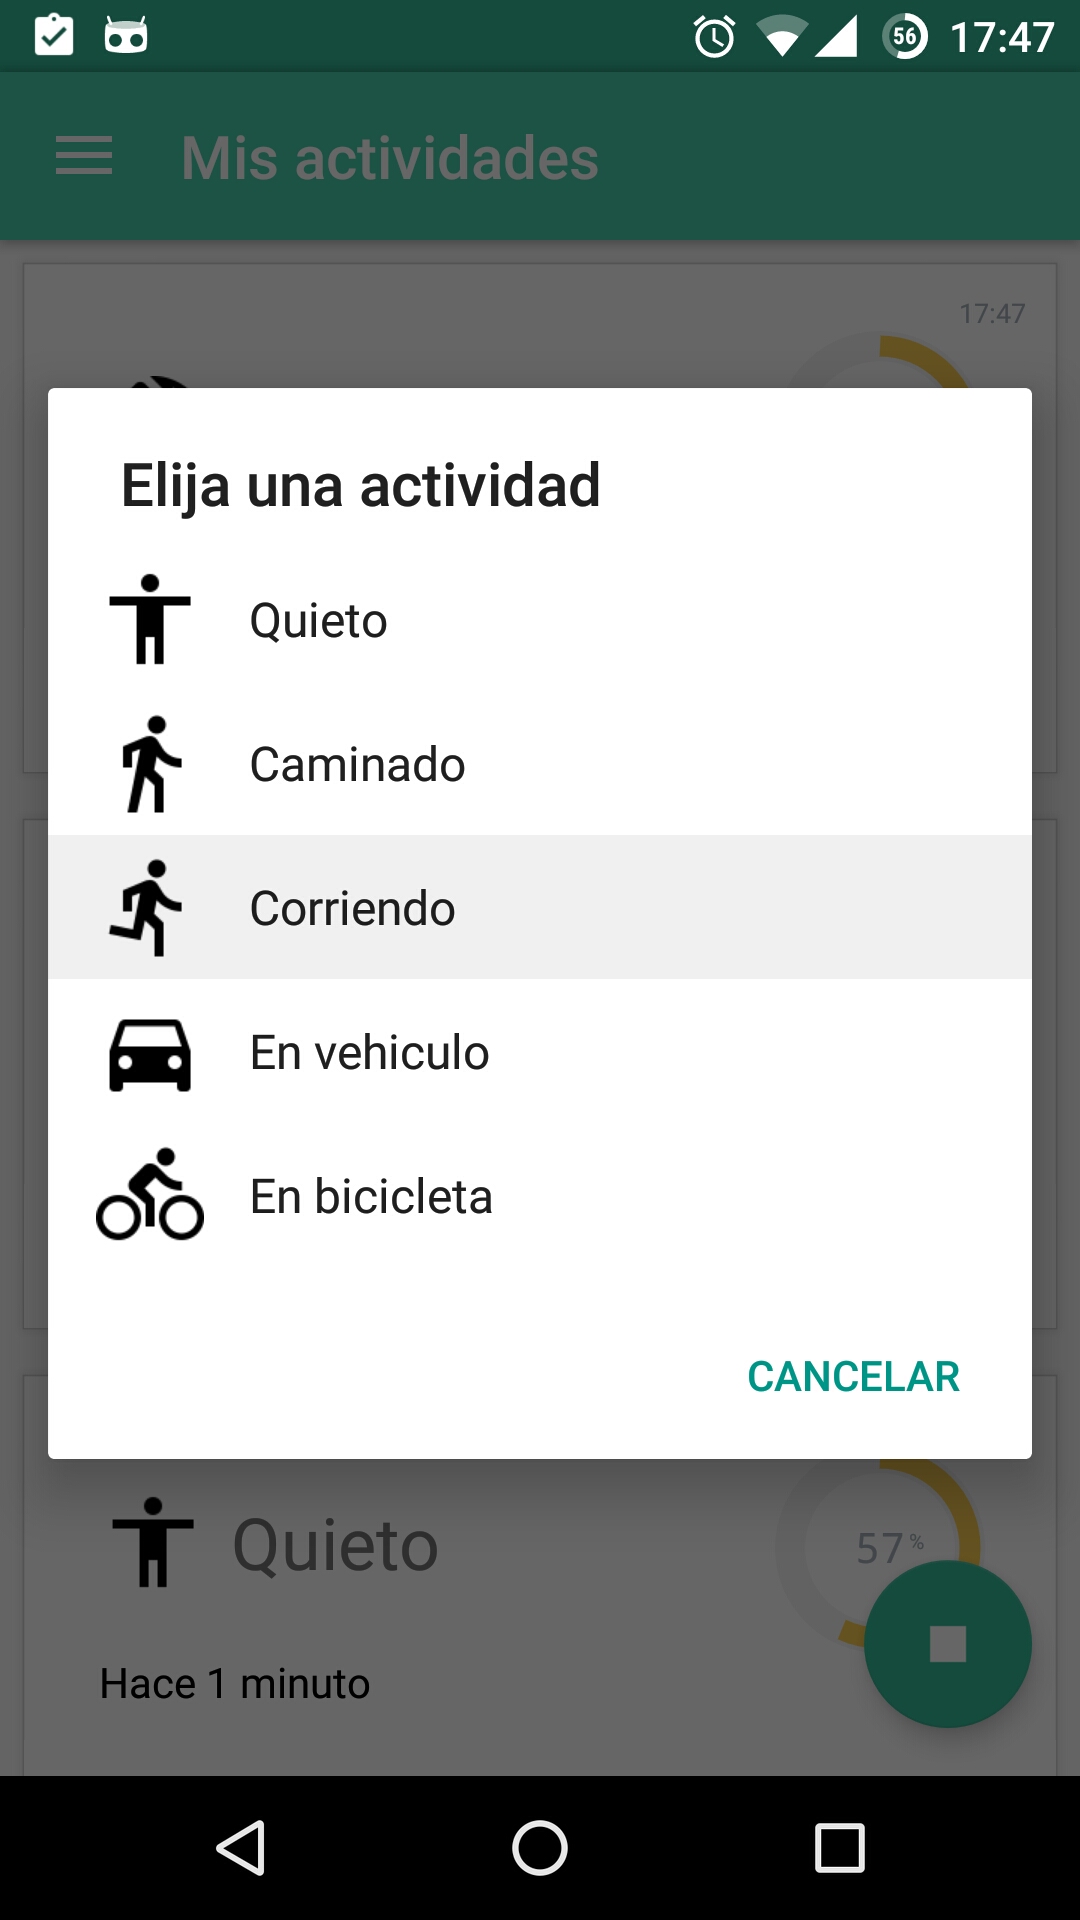 56 17:47
Mis actividades
17:47
Elija una actividad
Quieto
Caminado
Corriendo
En vehiculo
En bicicleta
CANCELAR
Quieto
57%
Hace 1 minuto